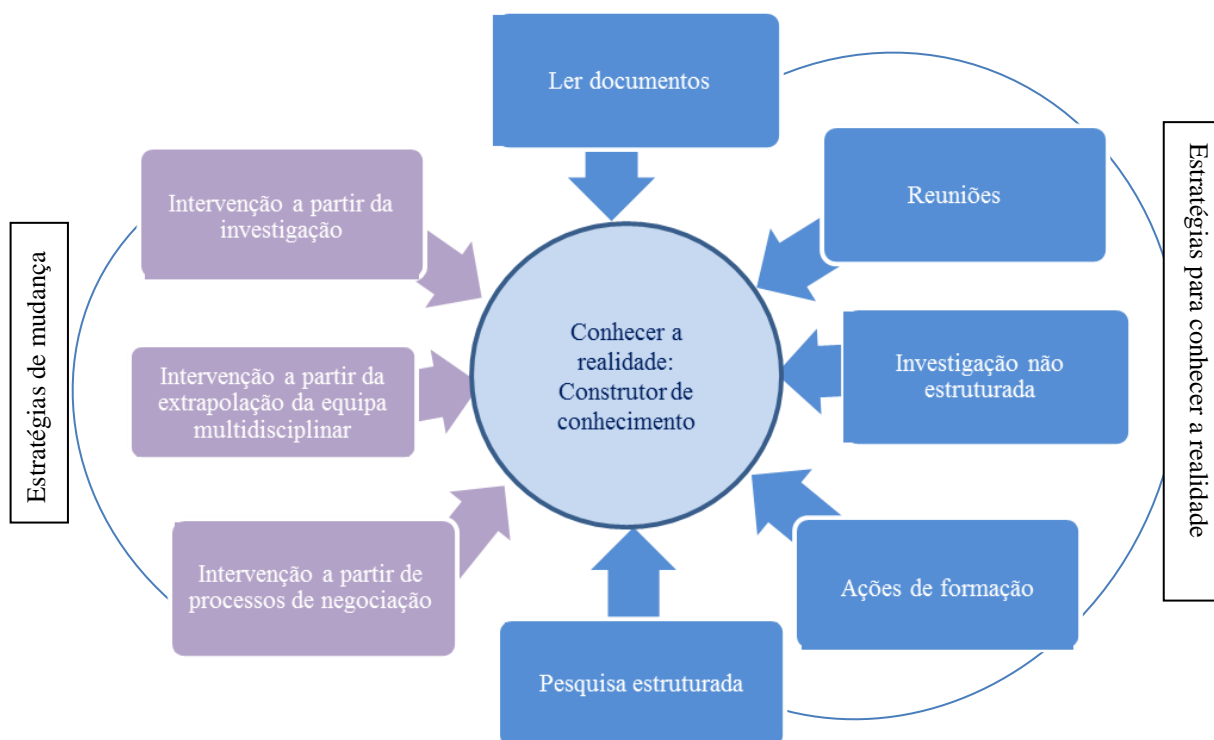 Ler documentos
Reuniões
Investigação não
estruturada
Ações de formação
Pesquisa estruturada
Intervenção a partir de
processos de negociação
Intervenção a partir da
extrapolação da equipa
multidisciplinar
Intervenção a partir da
investigação
Conhecer a
realidade:
Construtor de
conhecimento
Estratégias de mudança
Estratégias para conhecer a realidade